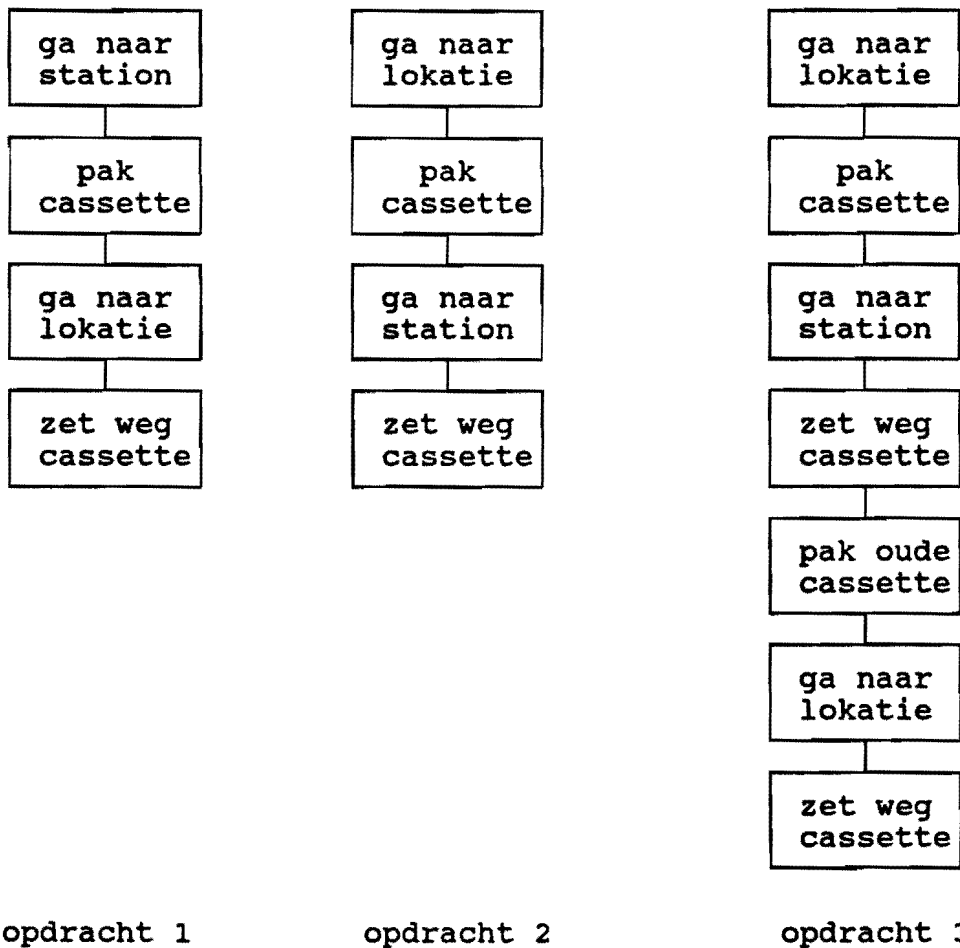 ga naar
station
pak
cassette
ga naar
lokatie
zet weg
cassette
opdracht 1
ga naar
lokatie
pak
cassette
ga naar
station
zet weg
cassette
opdracht 2
ga naar
lokatie
pak
cassette
ga naar
station
zet weg
cassette
pak oude
cassette
ga naar
lokatie
zet weg
cassette
opdracht 3